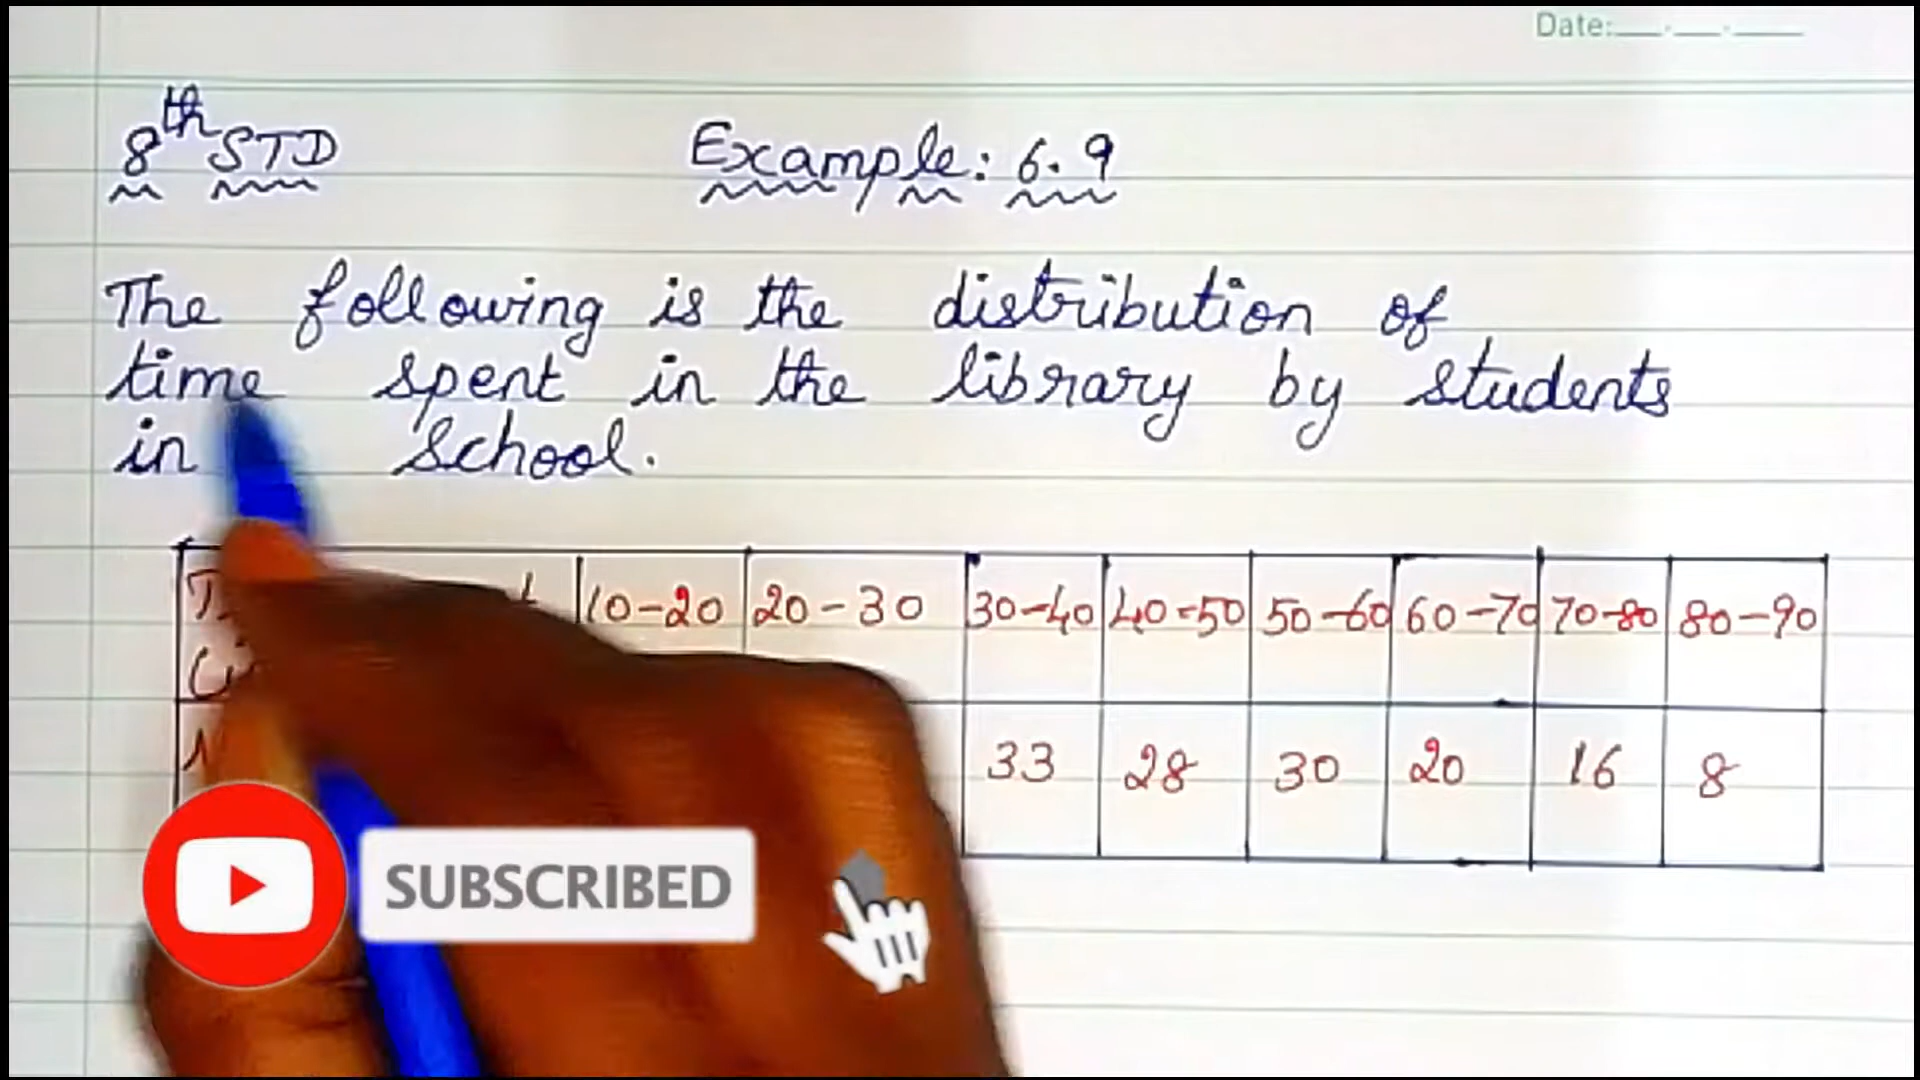 Date:
8th STD Example: 6.9
The following is the distribution of
time spent in the library by students
in school.
10-20 20-30 30-40 40-50 50-60 60-70 70-80 80-90
33 28 30 20 16 8
SUBSCRIBED